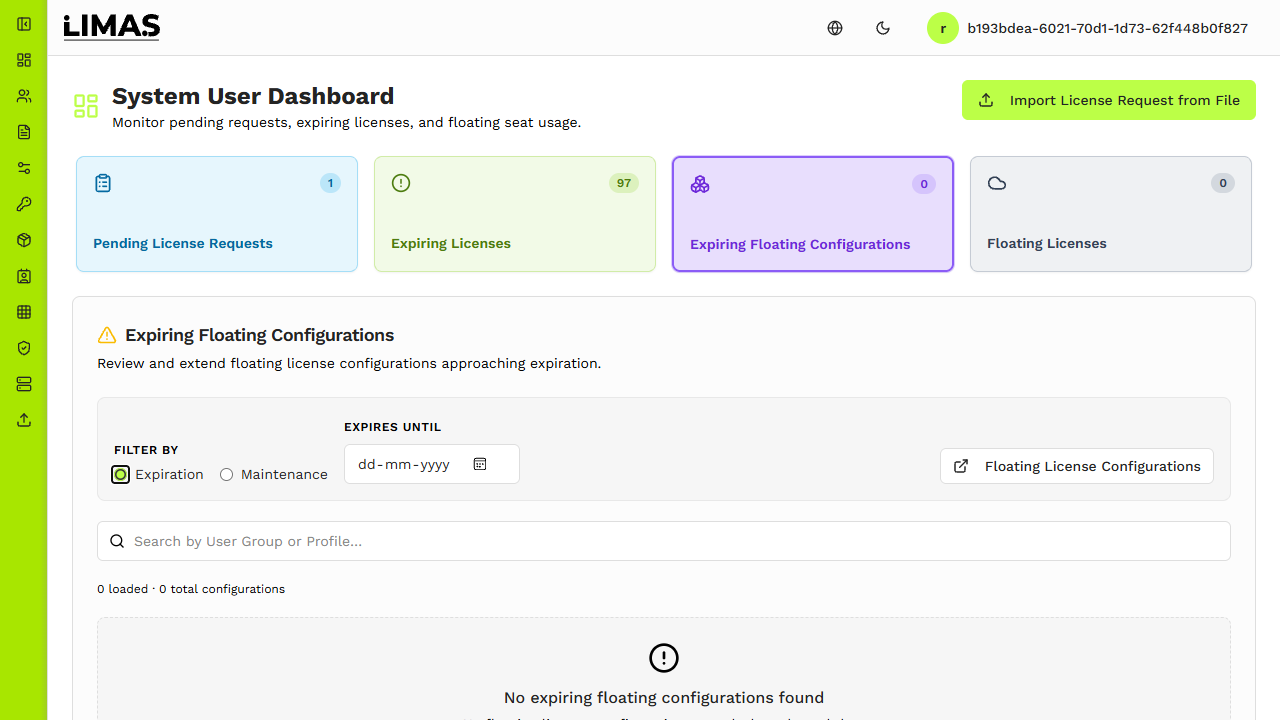 LIMAS
r
b193bdea-6021-70d1-1d73-62f448b0f827
System User Dashboard
Monitor pending requests, expiring licenses, and floating seat usage.
Import License Request from File
1
Pending License Requests
97
Expiring Licenses
0
Expiring Floating Configurations
0
Floating Licenses
Expiring Floating Configurations
Review and extend floating license configurations approaching expiration.
FILTER BY
Expiration
Maintenance
EXPIRES UNTIL
dd-mm-yyyy
Floating License Configurations
Search by User Group or Profile...
0 loaded · 0 total configurations
No expiring floating configurations found